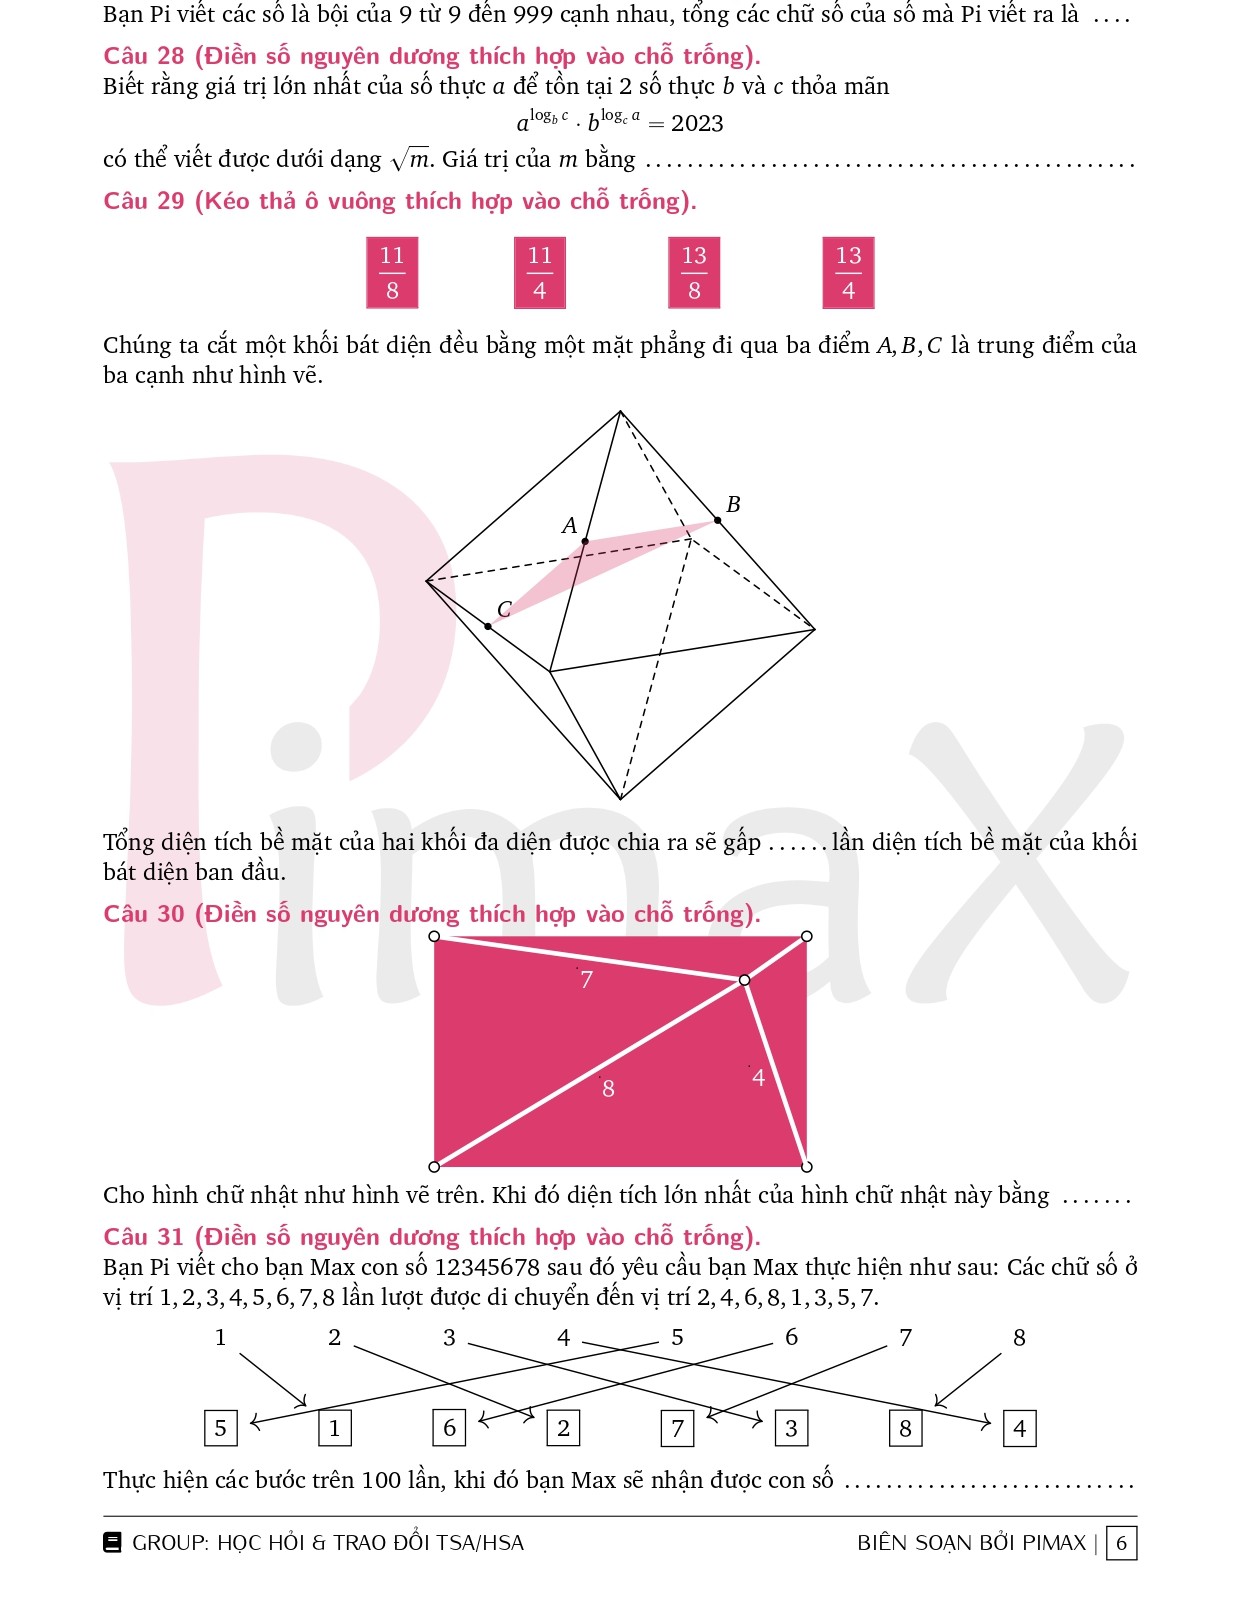 Bạn Pi viết các số là bội của 9 từ 9 đến 999 cạnh nhau, tổng các chữ số của số mà Pi viết ra là ....
Câu 28 (Điền số nguyên dương thích hợp vào chỗ trống).
Biết rằng giá trị lớn nhất của số thực a để tồn tại 2 số thực b và c thỏa mãn
a^{log_b c} · b^{log_c a} = 2023
có thể viết được dưới dạng √m. Giá trị của m bằng ...............................................
Câu 29 (Kéo thả ô vuông thích hợp vào chỗ trống).
11/8 11/4 13/8 13/4
Chúng ta cắt một khối bát diện đều bằng một mặt phẳng đi qua ba điểm A, B, C là trung điểm của
ba cạnh như hình vẽ.
B
A
C
PimaX
Tổng diện tích bề mặt của hai khối đa diện được chia ra sẽ gấp ...... lần diện tích bề mặt của khối
bát diện ban đầu.
Câu 30 (Điền số nguyên dương thích hợp vào chỗ trống).
7
8
4
Cho hình chữ nhật như hình vẽ trên. Khi đó diện tích lớn nhất của hình chữ nhật này bằng .......
Câu 31 (Điền số nguyên dương thích hợp vào chỗ trống).
Bạn Pi viết cho bạn Max con số 12345678 sau đó yêu cầu bạn Max thực hiện như sau: Các chữ số ở
vị trí 1, 2, 3, 4, 5, 6, 7, 8 lần lượt được di chuyển đến vị trí 2, 4, 6, 8, 1, 3, 5, 7.
1 2 3 4 5 6 7 8
5 1 6 2 7 3 8 4
Thực hiện các bước trên 100 lần, khi đó bạn Max sẽ nhận được con số ............................
GROUP: HỌC HỎI & TRAO ĐỔI TSA/HSA BIÊN SOẠN BỞI PIMAX | 6